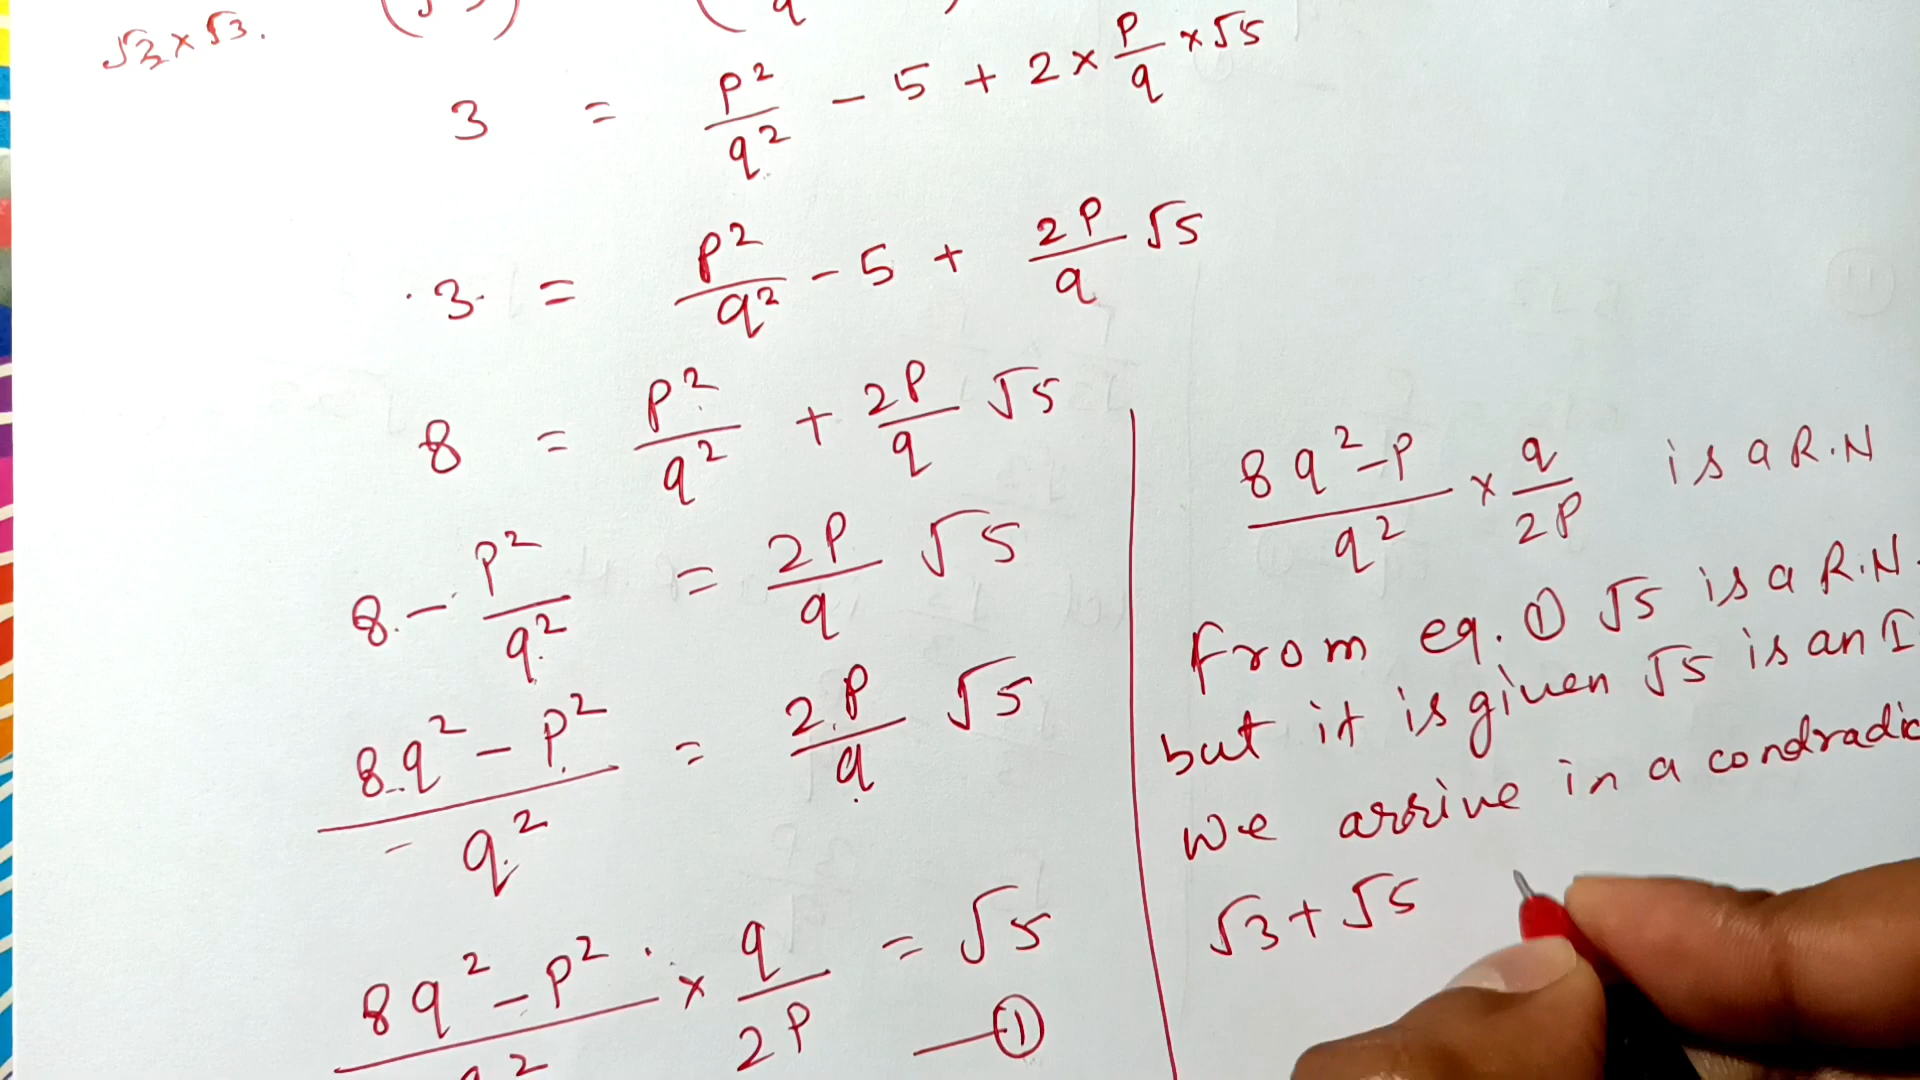 √3 × √3.
3 = p²/q² - 5 + 2 × p/q × √5
3 = p²/q² - 5 + 2p/q √5
8 = p²/q² + 2p/q √5
8 - p²/q² = 2p/q √5
8q² - p²/q² = 2p/q √5
8q² - p²/q² × q/2p = √5 — ①
8q² - p/q² × q/2p is a R.N
from eq. ① √5 is a R.N.
but it is given √5 is an I
We arrive in a condradic
√3 + √5